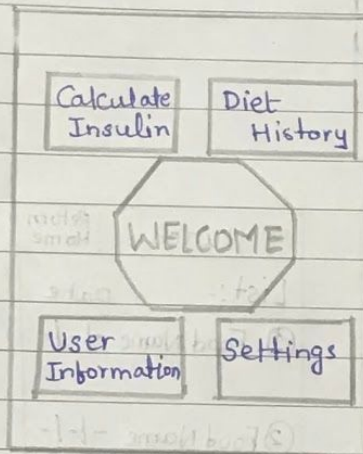 Calculate
Insulin
Diet
History
WELCOME
User
Information
Settings